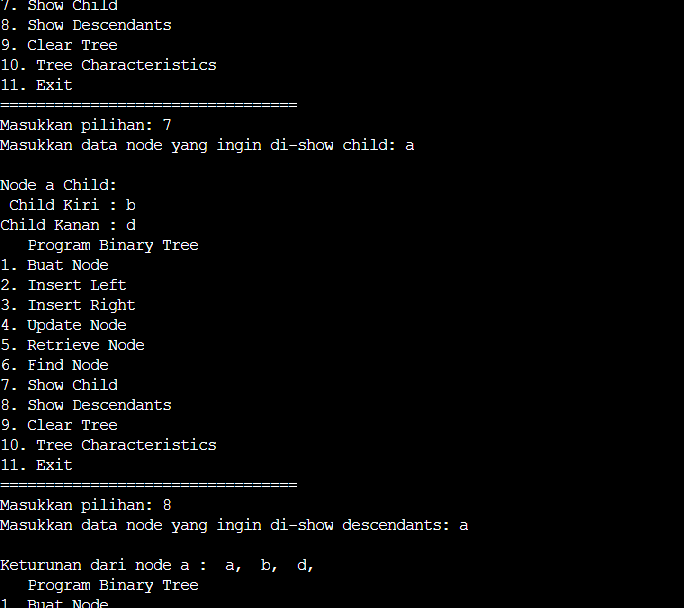 7. Show Child
8. Show Descendants
9. Clear Tree
10. Tree Characteristics
11. Exit
=================================
Masukkan pilihan: 7
Masukkan data node yang ingin di-show child: a

Node a Child:
 Child Kiri : b
Child Kanan : d
   Program Binary Tree
1. Buat Node
2. Insert Left
3. Insert Right
4. Update Node
5. Retrieve Node
6. Find Node
7. Show Child
8. Show Descendants
9. Clear Tree
10. Tree Characteristics
11. Exit
=================================
Masukkan pilihan: 8
Masukkan data node yang ingin di-show descendants: a

Keturunan dari node a :  a,  b,  d,
   Program Binary Tree
1. Buat Node